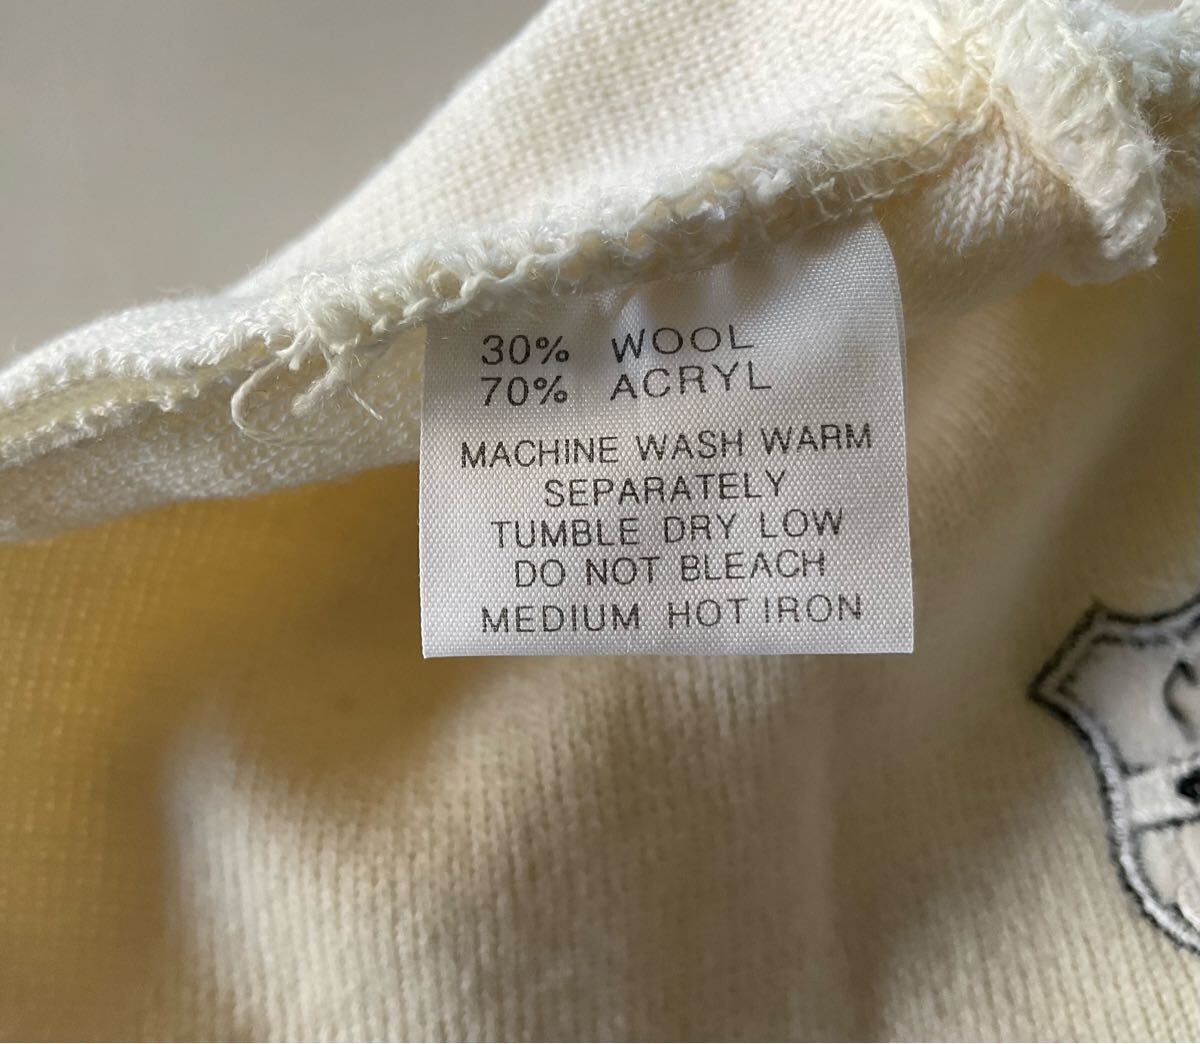 30% WOOL
70% ACRYL
MACHINE WASH WARM
SEPARATELY
TUMBLE DRY LOW
DO NOT BLEACH
MEDIUM HOT IRON